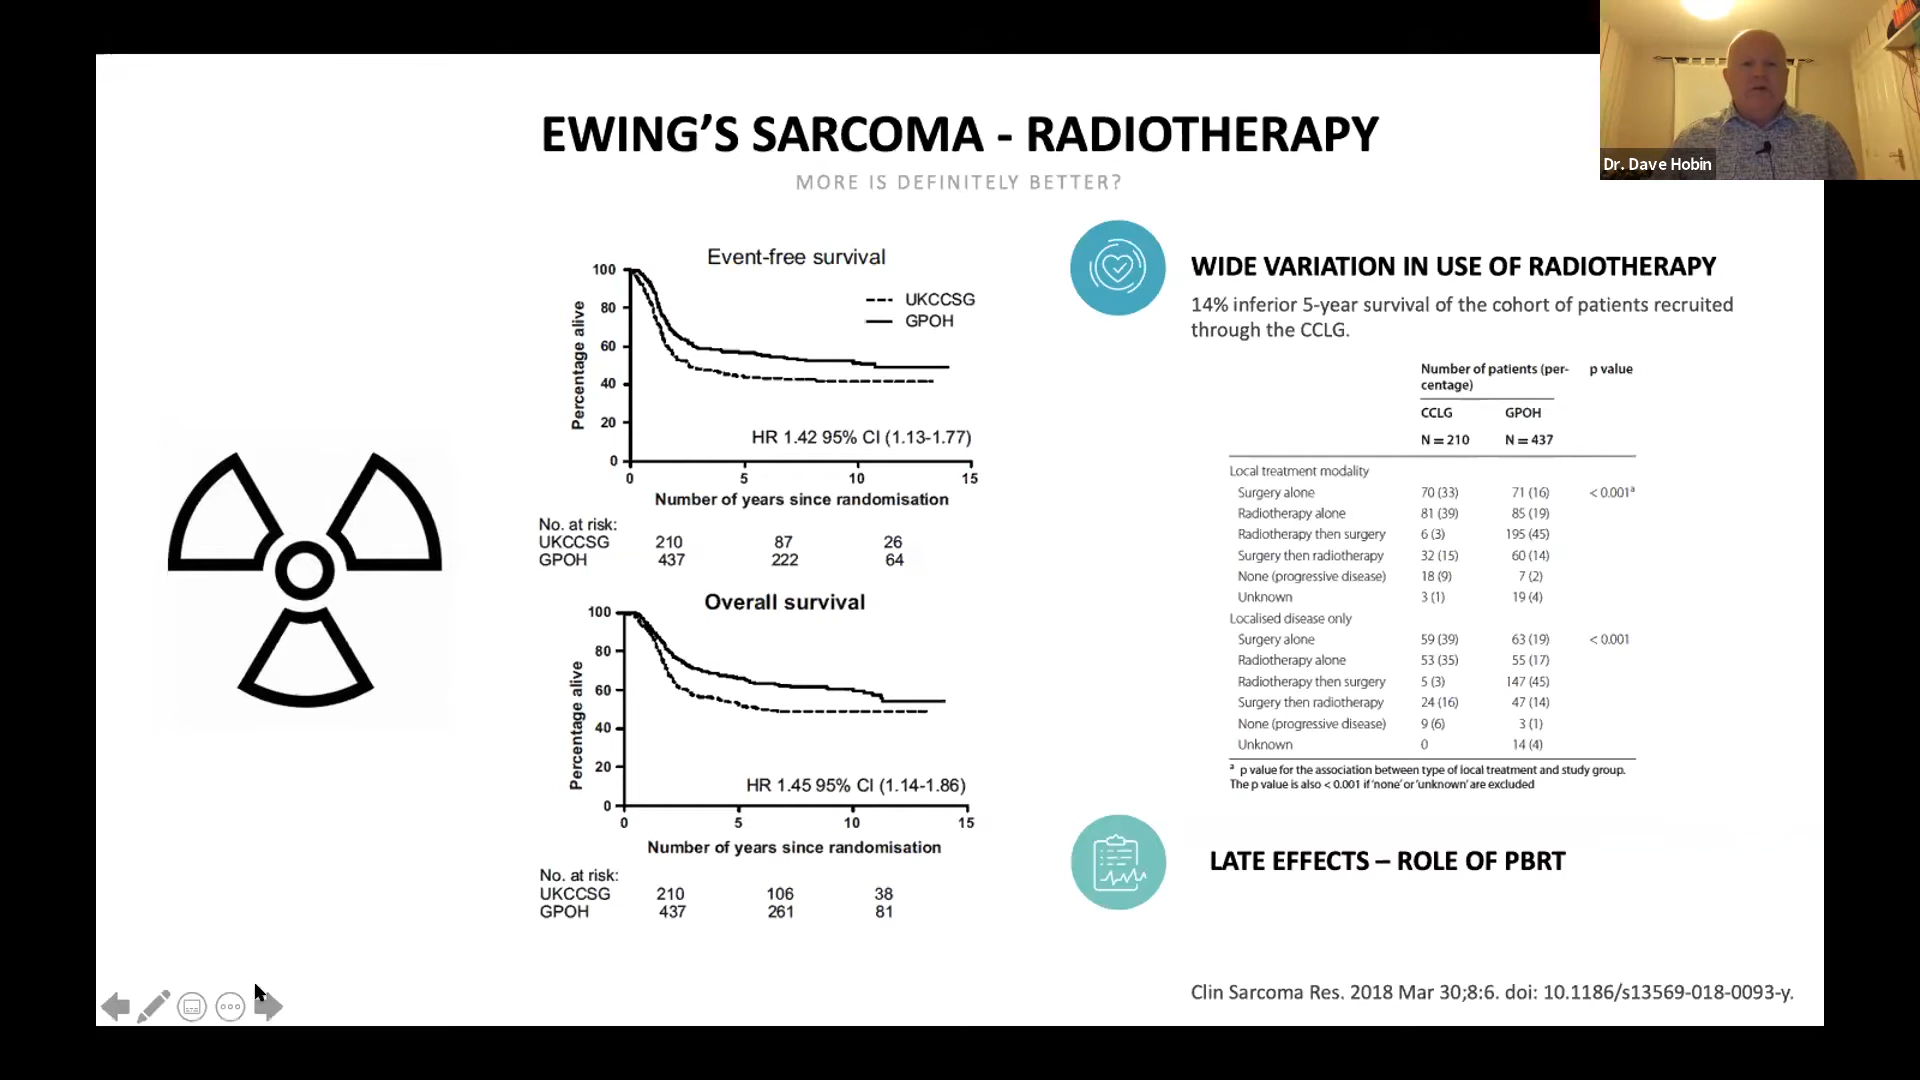 EWING'S SARCOMA - RADIOTHERAPY
MORE IS DEFINITELY BETTER?
Dr. Dave Hobin
Event-free survival
Percentage alive
100
80
60
40
20
0
UKCCSG
GPOH
HR 1.42 95% CI (1.13-1.77)
0 5 10 15
Number of years since randomisation
No. at risk:
UKCCSG 210 87 26
GPOH 437 222 64
Overall survival
Percentage alive
100
80
60
40
20
0
HR 1.45 95% CI (1.14-1.86)
0 5 10 15
Number of years since randomisation
No. at risk:
UKCCSG 210 106 38
GPOH 437 261 81
WIDE VARIATION IN USE OF RADIOTHERAPY
14% inferior 5-year survival of the cohort of patients recruited
through the CCLG.
Number of patients (per- p value
centage)
CCLG GPOH
N = 210 N = 437
Local treatment modality
Surgery alone 70 (33) 71 (16) < 0.001ᵃ
Radiotherapy alone 81 (39) 85 (19)
Radiotherapy then surgery 6 (3) 195 (45)
Surgery then radiotherapy 32 (15) 60 (14)
None (progressive disease) 18 (9) 7 (2)
Unknown 3 (1) 19 (4)
Localised disease only
Surgery alone 59 (39) 63 (19) < 0.001
Radiotherapy alone 53 (35) 55 (17)
Radiotherapy then surgery 5 (3) 147 (45)
Surgery then radiotherapy 24 (16) 47 (14)
None (progressive disease) 9 (6) 3 (1)
Unknown 0 14 (4)
ᵃ p value for the association between type of local treatment and study group.
The p value is also < 0.001 if 'none' or 'unknown' are excluded
LATE EFFECTS – ROLE OF PBRT
Clin Sarcoma Res. 2018 Mar 30;8:6. doi: 10.1186/s13569-018-0093-y.